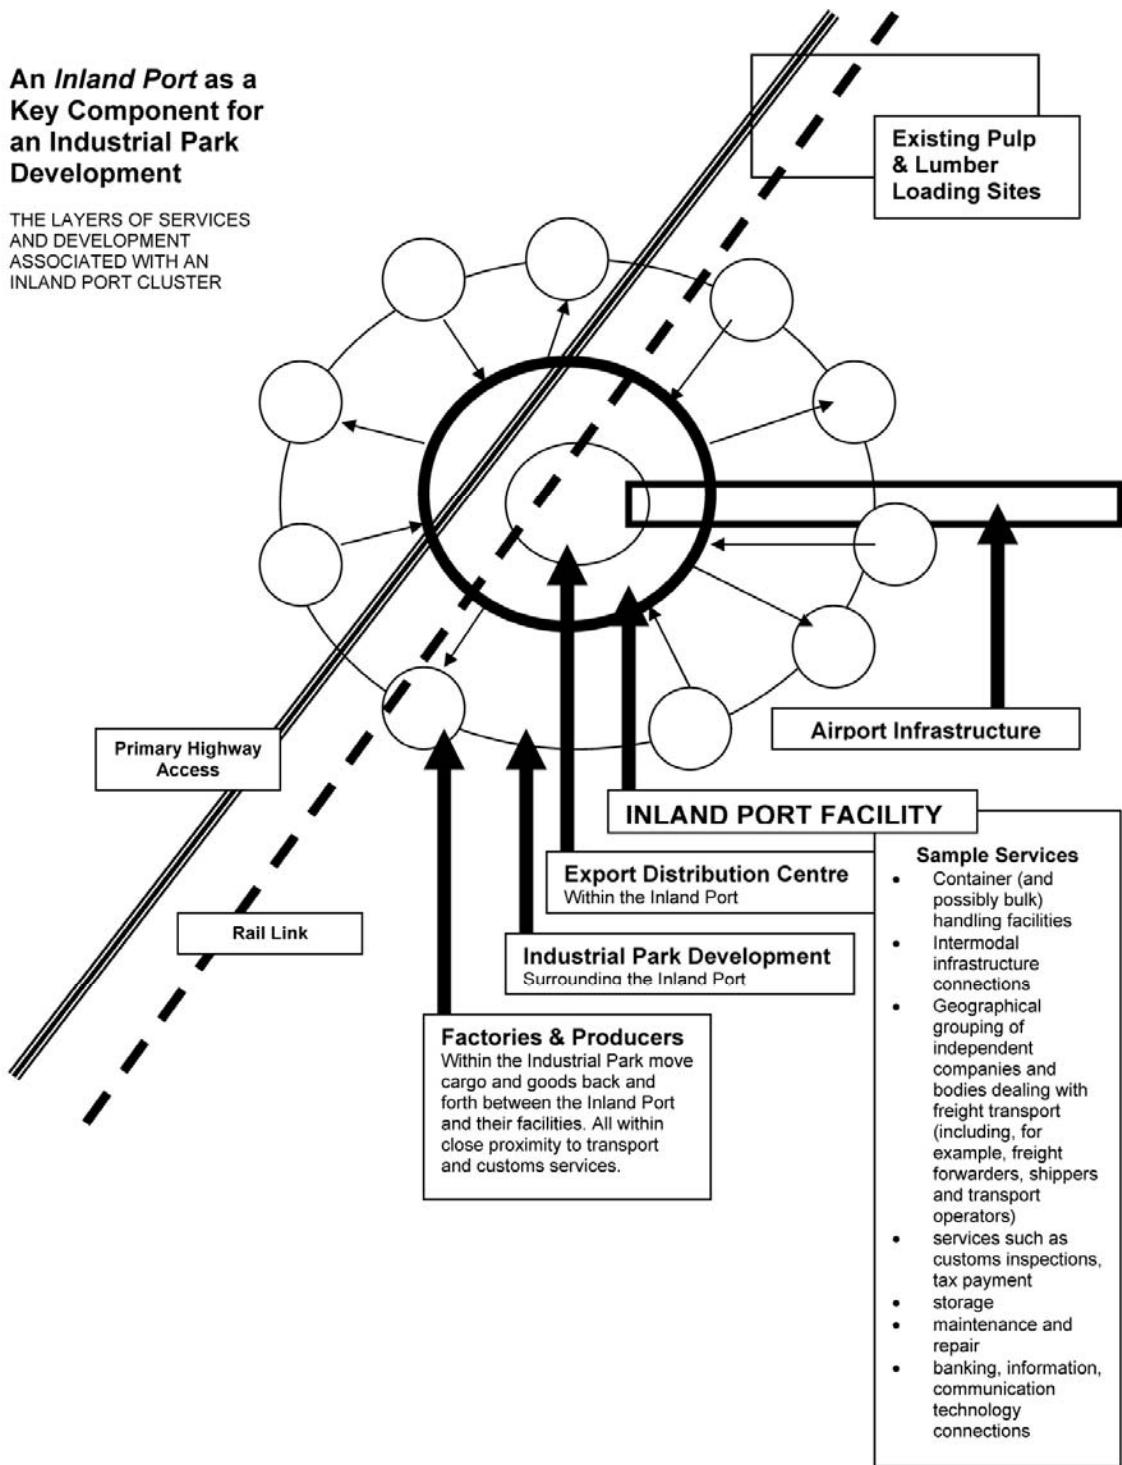 An Inland Port as a
Key Component for
an Industrial Park
Development
THE LAYERS OF SERVICES
AND DEVELOPMENT
ASSOCIATED WITH AN
INLAND PORT CLUSTER
Existing Pulp
& Lumber
Loading Sites
Airport Infrastructure
Primary Highway
Access
Rail Link
INLAND PORT FACILITY
Export Distribution Centre
Within the Inland Port
Industrial Park Development
Surrounding the Inland Port
Factories & Producers
Within the Industrial Park move
cargo and goods back and
forth between the Inland Port
and their facilities. All within
close proximity to transport
and customs services.
Sample Services
• Container (and
possibly bulk)
handling facilities
• Intermodal
infrastructure
connections
• Geographical
grouping of
independent
companies and
bodies dealing with
freight transport
(including, for
example, freight
forwarders, shippers
and transport
operators)
• services such as
customs inspections,
tax payment
• storage
• maintenance and
repair
• banking, information,
communication
technology
connections